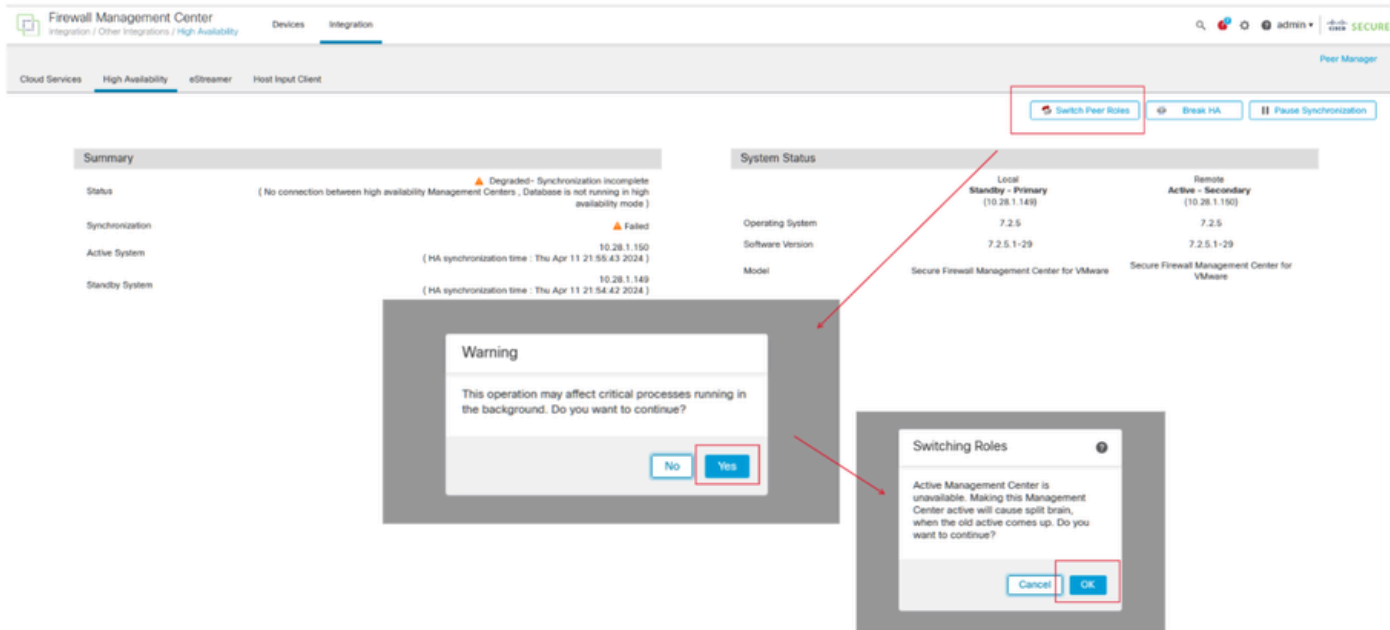 Firewall Management Center
Integration / Other Integrations / High Availability
Devices
Integration
admin
CISCO SECURE
Peer Manager
Cloud Services
High Availability
eStreamer
Host Input Client
Switch Peer Roles
Break HA
Pause Synchronization
Summary
Status
Degraded- Synchronization incomplete
( No connection between high availability Management Centers , Database is not running in high
availability mode )
Synchronization
Failed
Active System
10.28.1.150
( HA synchronization time : Thu Apr 11 21:55:43 2024 )
Standby System
10.28.1.149
( HA synchronization time : Thu Apr 11 21:54:42 2024 )
System Status
Local
Standby - Primary
(10.28.1.149)
Remote
Active - Secondary
(10.28.1.150)
Operating System
7.2.5
7.2.5
Software Version
7.2.5.1-29
7.2.5.1-29
Model
Secure Firewall Management Center for VMware
Secure Firewall Management Center for
VMware
Warning
This operation may affect critical processes running in
the background. Do you want to continue?
No
Yes
Switching Roles
Active Management Center is
unavailable. Making this Management
Center active will cause split brain,
when the old active comes up. Do you
want to continue?
Cancel
OK